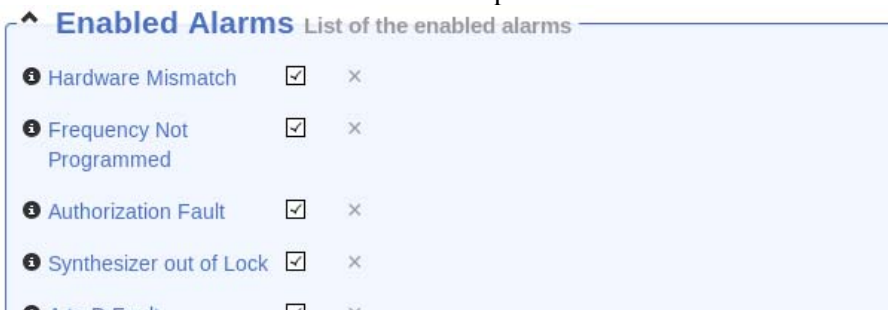 Enabled Alarms List of the enabled alarms
Hardware Mismatch
Frequency Not
Programmed
Authorization Fault
Synthesizer out of Lock